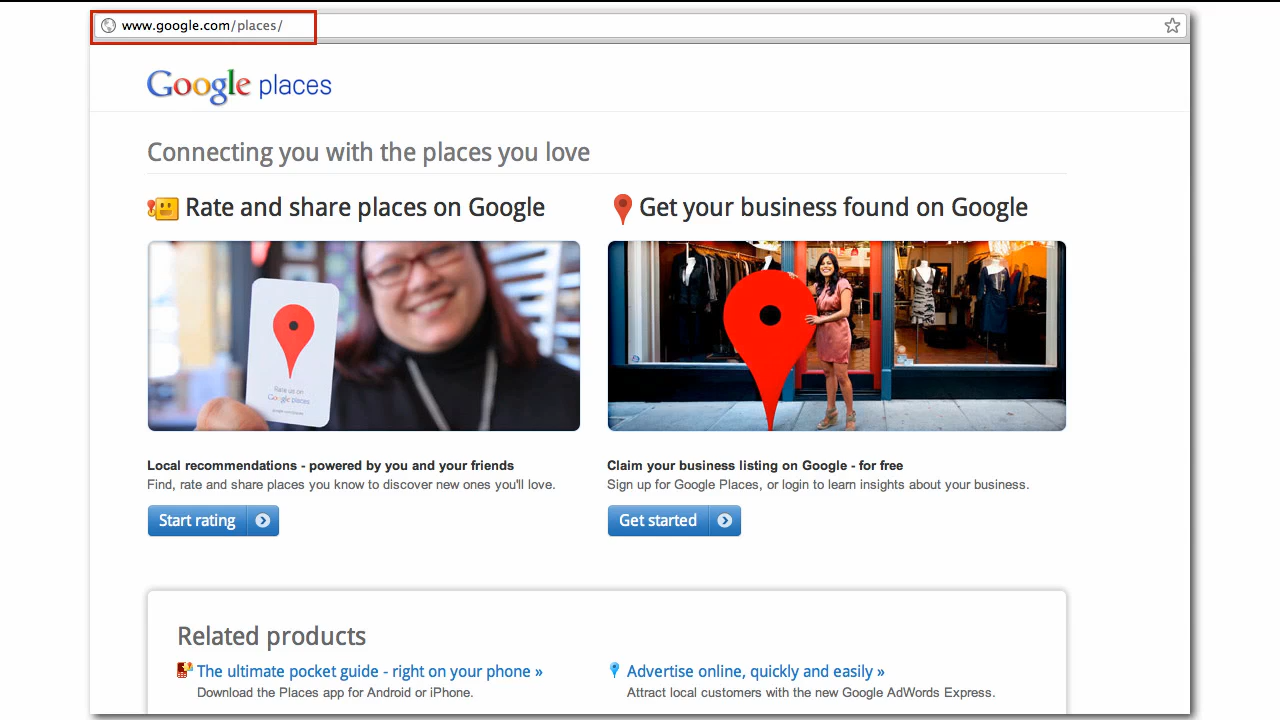 www.google.com/places/
Google places
Connecting you with the places you love
Rate and share places on Google
Get your business found on Google
Rate us on
Google places
Local recommendations - powered by you and your friends
Find, rate and share places you know to discover new ones you'll love.
Start rating
Claim your business listing on Google - for free
Sign up for Google Places, or login to learn insights about your business.
Get started
Related products
The ultimate pocket guide - right on your phone »
Download the Places app for Android or iPhone.
Advertise online, quickly and easily »
Attract local customers with the new Google AdWords Express.